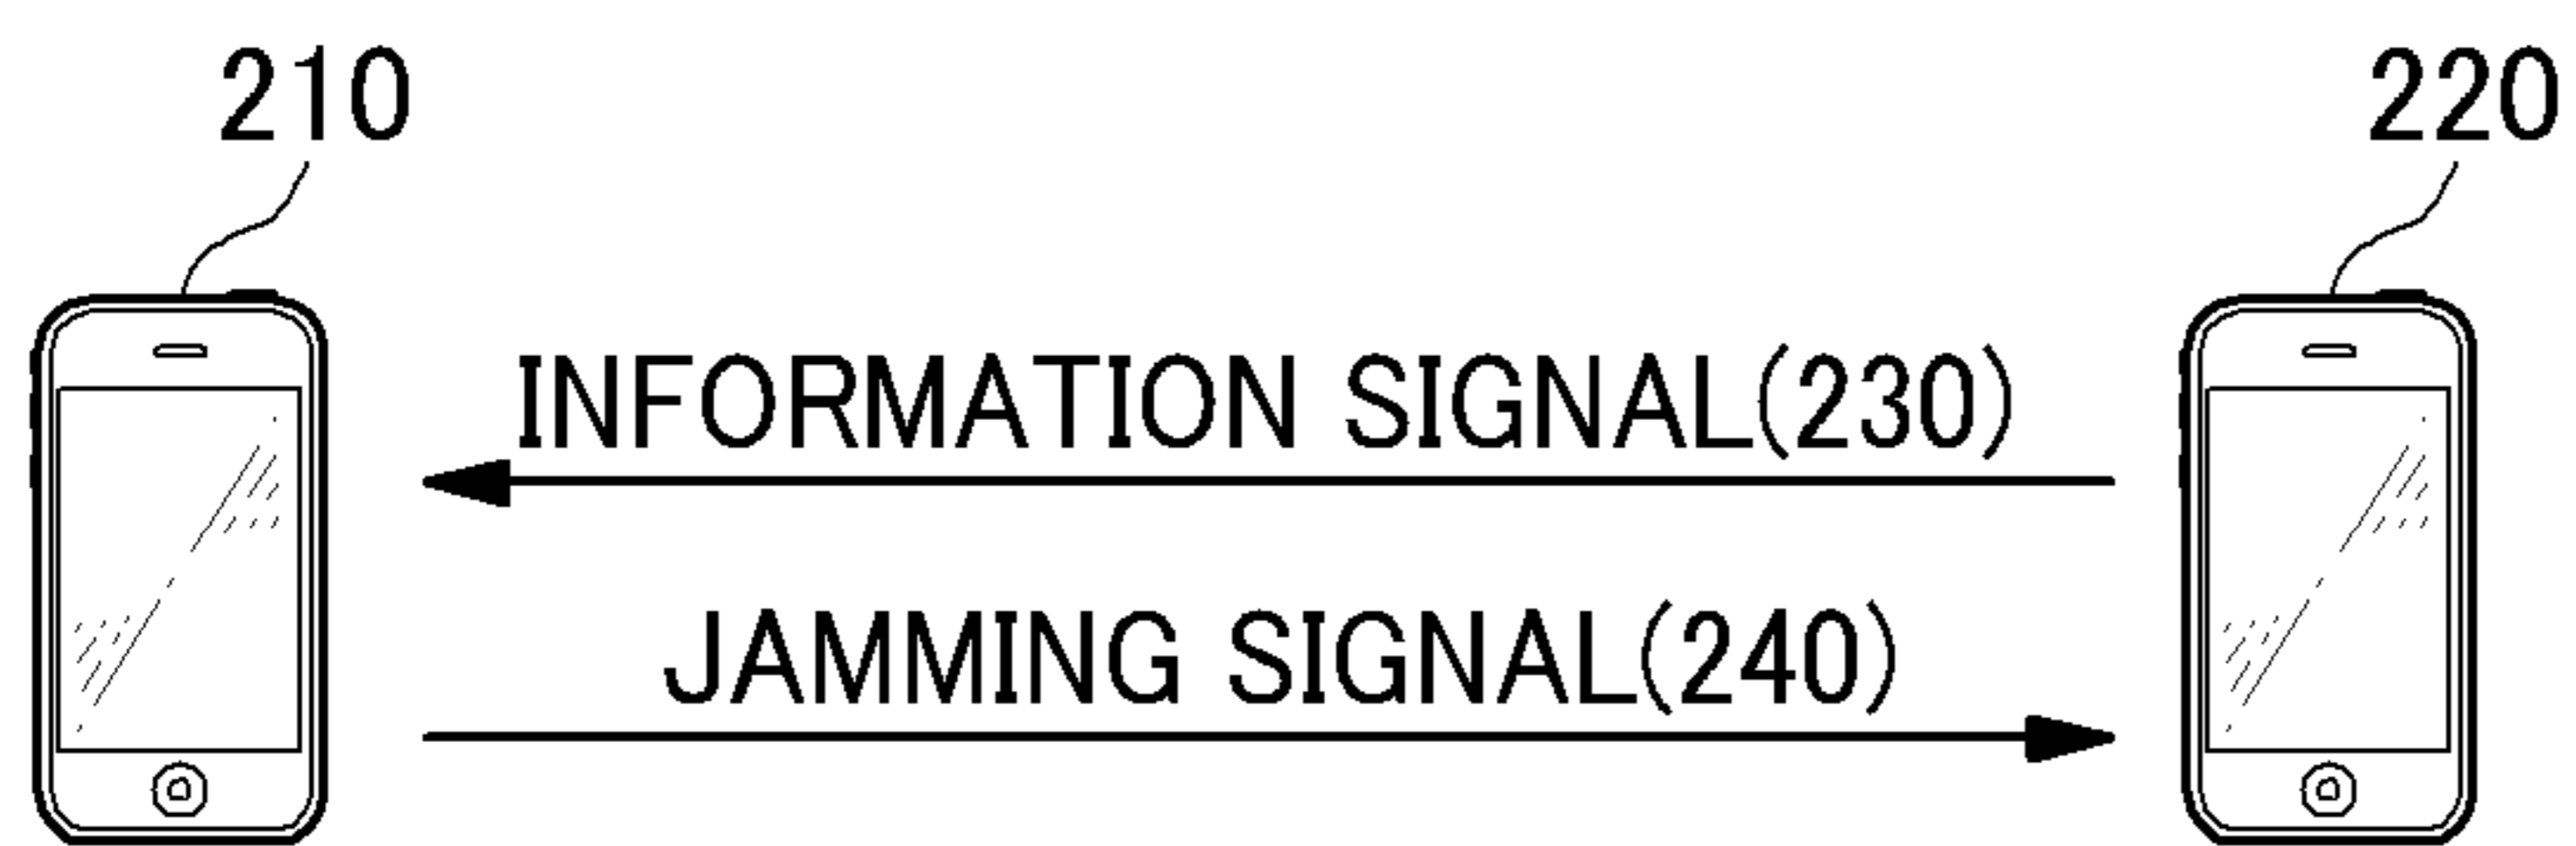 210
220
INFORMATION SIGNAL(230)
JAMMING SIGNAL(240)